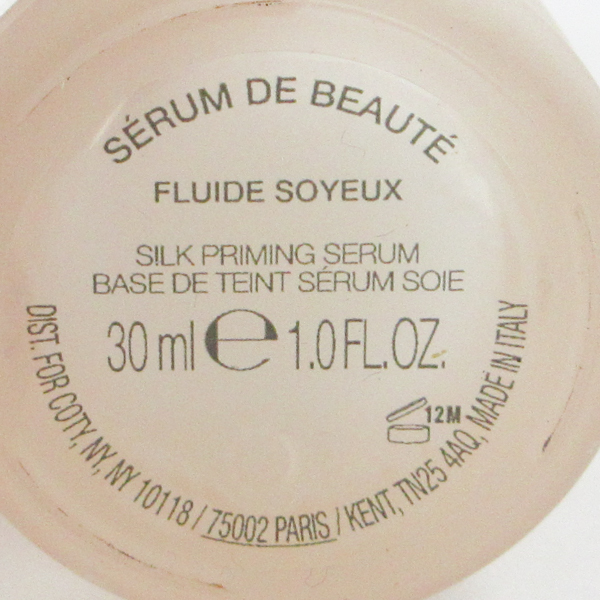 SÉRUM DE BEAUTÉ
FLUIDE SOYEUX
SILK PRIMING SERUM
BASE DE TEINT SÉRUM SOIE
30 ml ℮ 1.0 FL.OZ.
12M
DIST. FOR COTY, NY, NY 10118 / 75002 PARIS / KENT, TN25 4AQ, MADE IN ITALY